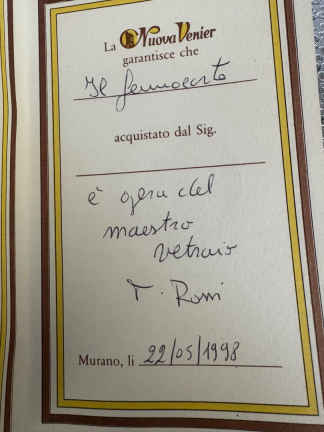 La Nuova Venier
garantisce che
Il fermacarte
acquistato dal Sig.
è opera del
maestro
vetraio
T. Rossi
Murano, li 22/05/1998